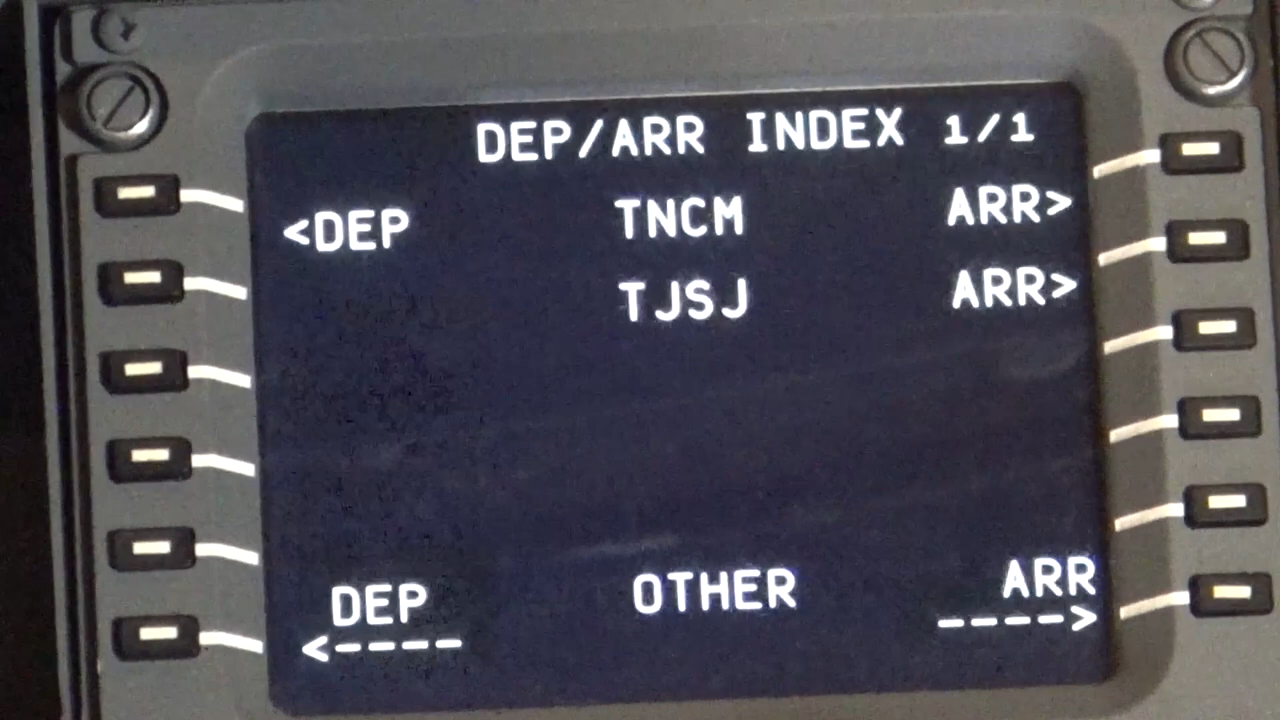 DEP/ARR INDEX 1/1
<DEP TNCM ARR>
TJSJ ARR>
DEP OTHER ARR
<---- ---->